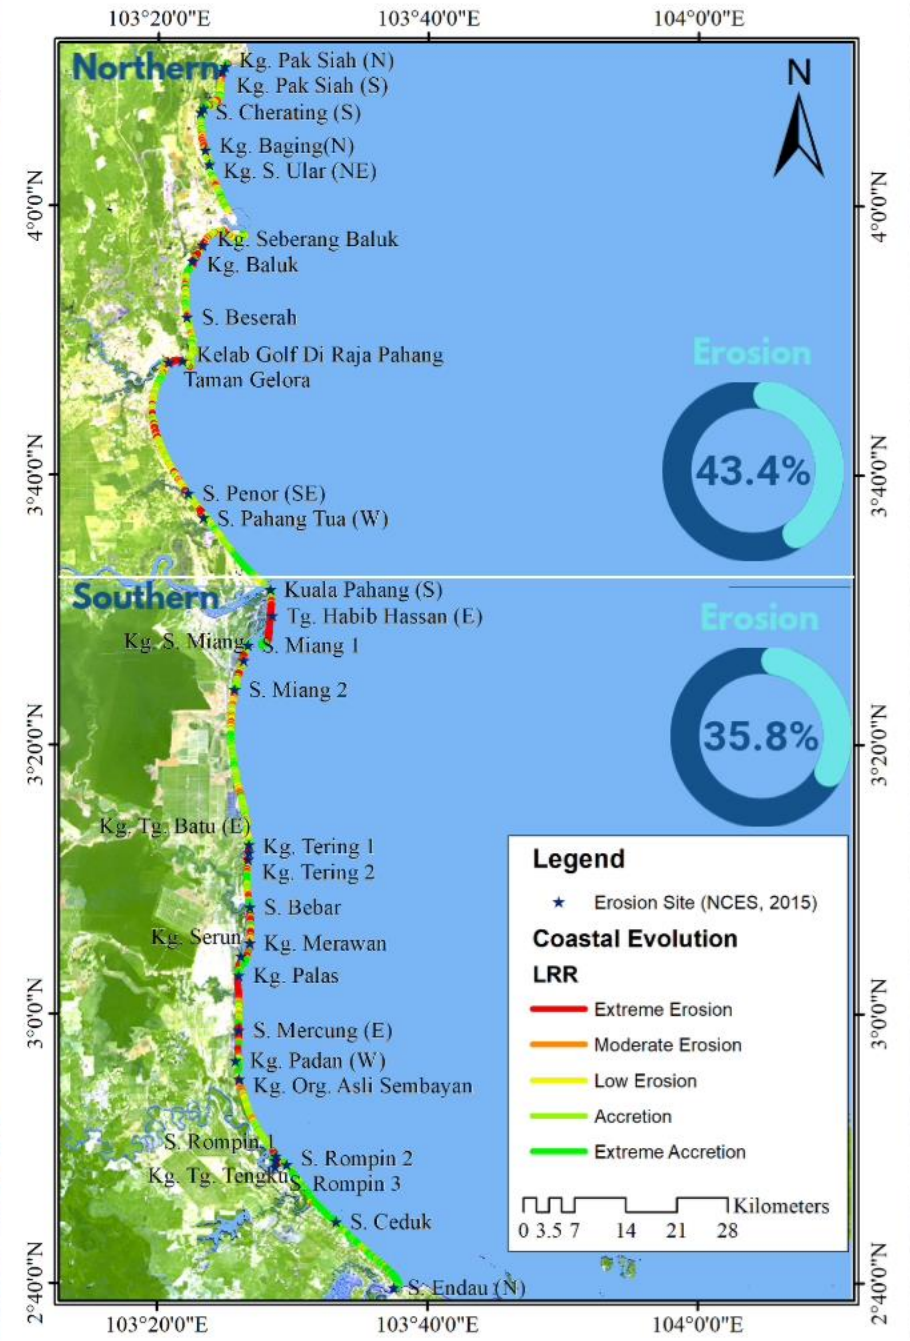 103°20'0"E 103°40'0"E 104°0'0"E
Northern
N
Kg. Pak Siah (N)
Kg. Pak Siah (S)
S. Cherating (S)
Kg. Baging(N)
Kg. S. Ular (NE)
4°0'0"N 4°0'0"N
Kg. Seberang Baluk
Kg. Baluk
S. Beserah
Kelab Golf Di Raja Pahang
Taman Gelora
Erosion
43.4%
3°40'0"N 3°40'0"N
S. Penor (SE)
S. Pahang Tua (W)
Southern
Kuala Pahang (S)
Tg. Habib Hassan (E)
Erosion
Kg. S. Miang
S. Miang 1
S. Miang 2
35.8%
3°20'0"N 3°20'0"N
Kg. Tg. Batu (E)
Kg. Tering 1
Kg. Tering 2
S. Bebar
Kg. Serun
Kg. Merawan
Kg. Palas
3°0'0"N 3°0'0"N
S. Mercung (E)
Kg. Padan (W)
Kg. Org. Asli Sembayan
S. Rompin 1
S. Rompin 2
Kg. Tg. Tengku
S. Rompin 3
S. Ceduk
S. Endau (N)
2°40'0"N 2°40'0"N
Legend
Erosion Site (NCES, 2015)
Coastal Evolution
LRR
Extreme Erosion
Moderate Erosion
Low Erosion
Accretion
Extreme Accretion
Kilometers
0 3.5 7 14 21 28
103°20'0"E 103°40'0"E 104°0'0"E